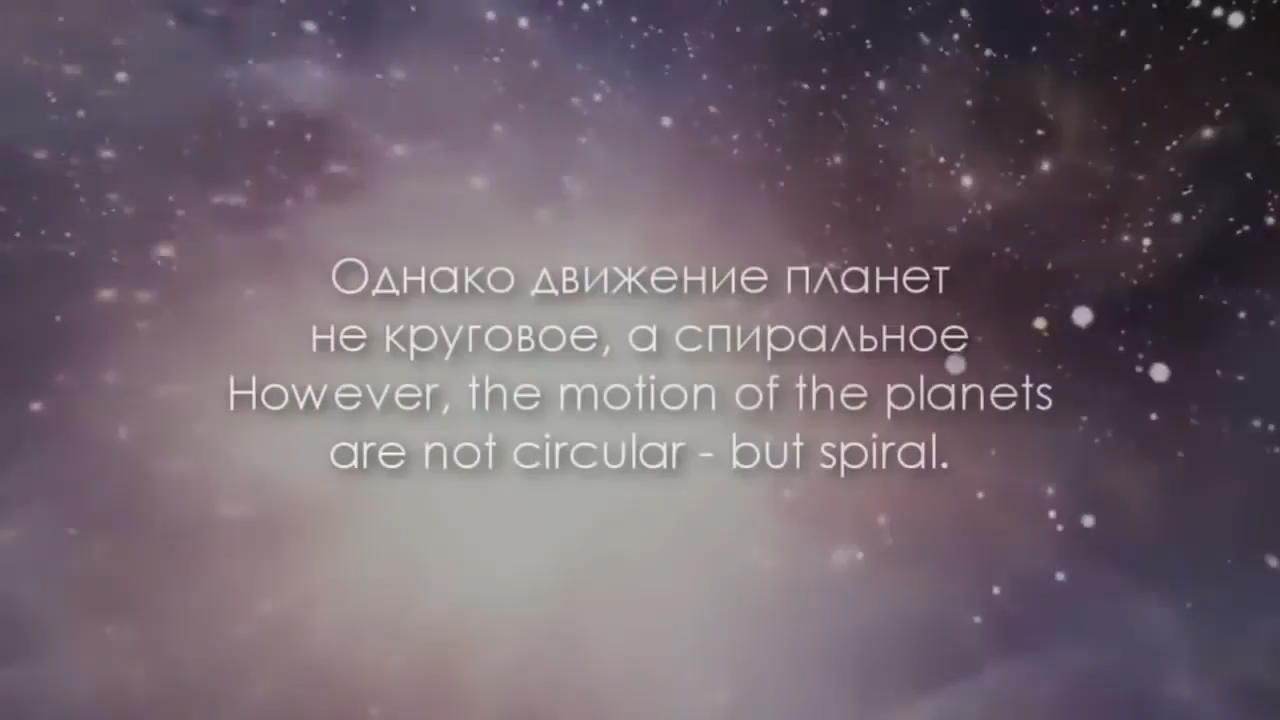 Однако движение планет
не круговое, а спиральное
However, the motion of the planets
are not circular - but spiral.